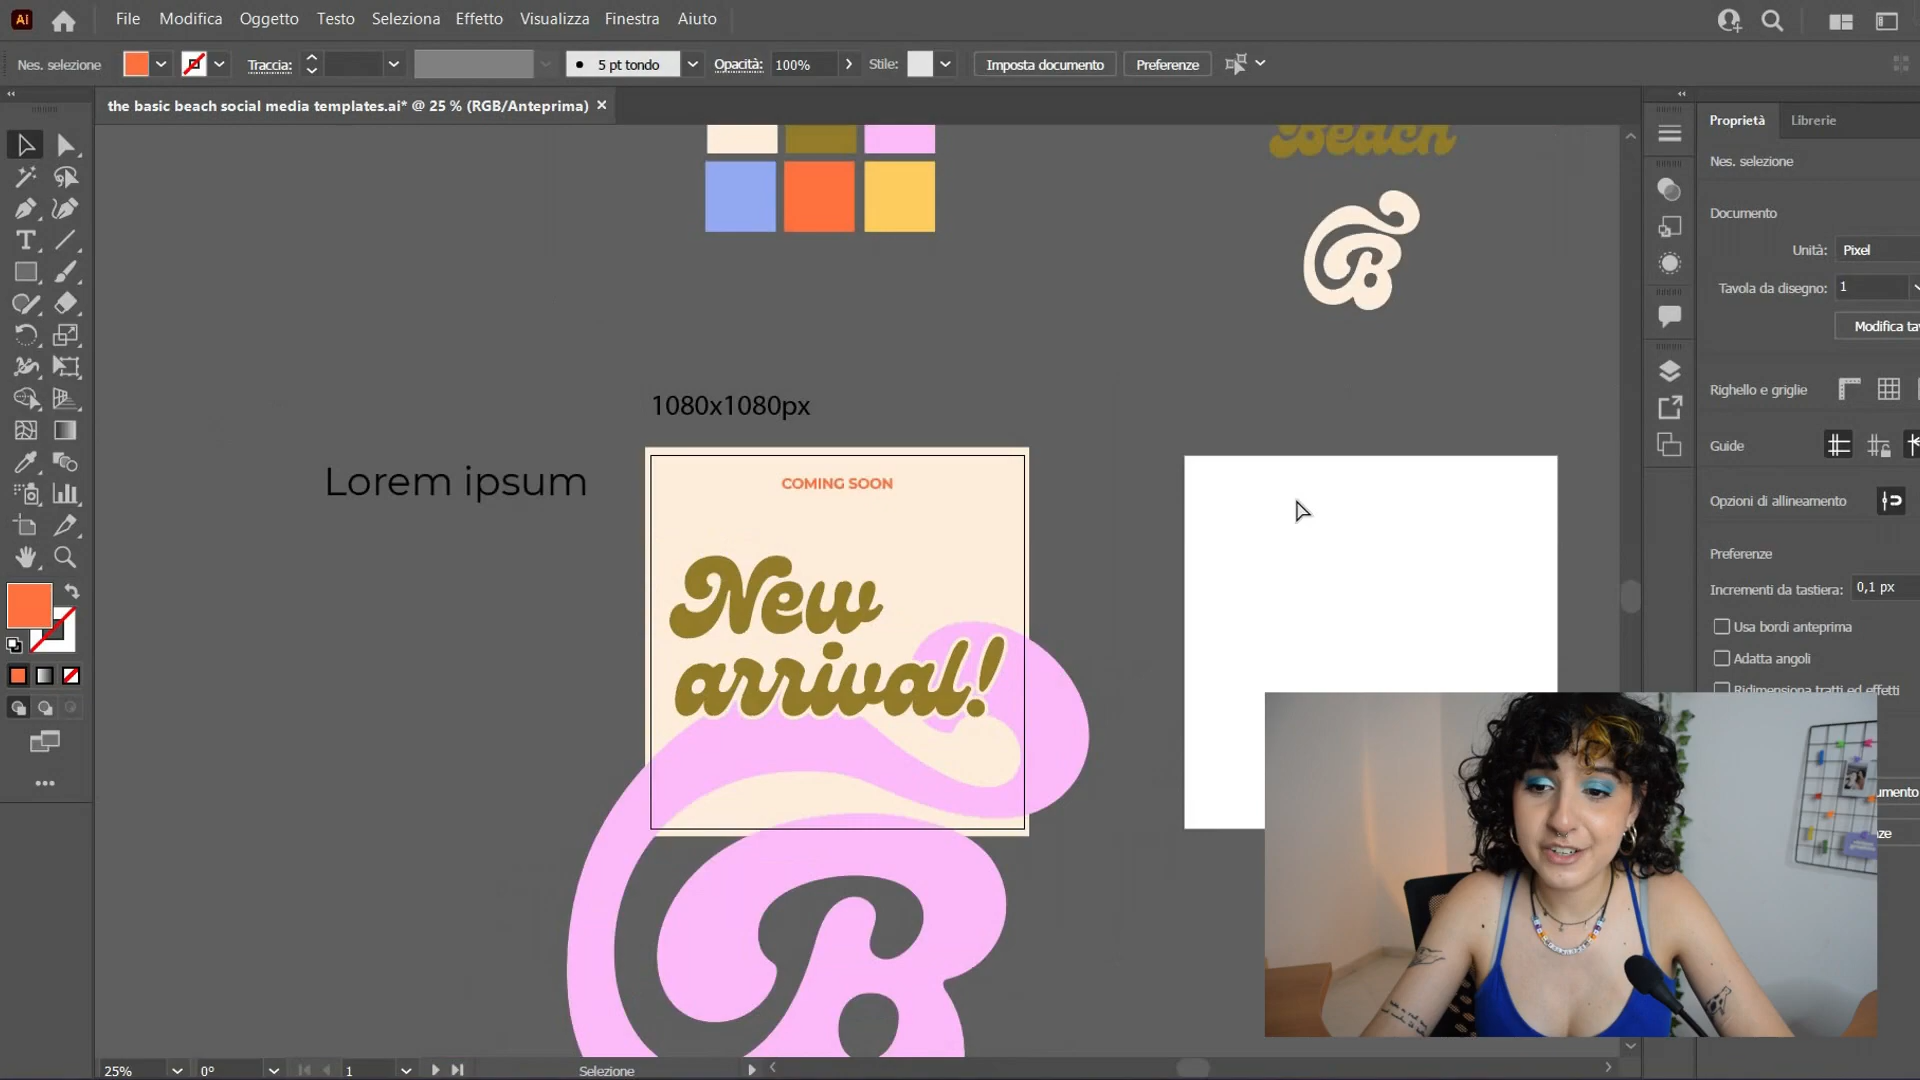 Ai File Modifica Oggetto Testo Seleziona Effetto Visualizza Finestra Aiuto
Nes. selezione Traccia: 5 pt tondo Opacità: 100% Stile: Imposta documento Preferenze
the basic beach social media templates.ai* @ 25 % (RGB/Anteprima)
Proprietà Librerie
Nes. selezione
Documento
Unità: Pixel
Tavola da disegno: 1
Modifica tav
Righello e griglie
Guide
Opzioni di allineamento
Preferenze
Incrementi da tastiera: 0,1 px
Usa bordi anteprima
Adatta angoli
Ridimensiona tratti ed effetti
Beach
B
1080x1080px
Lorem ipsum
COMING SOON
New
arrival!
B
25% 0° 1 Selezione